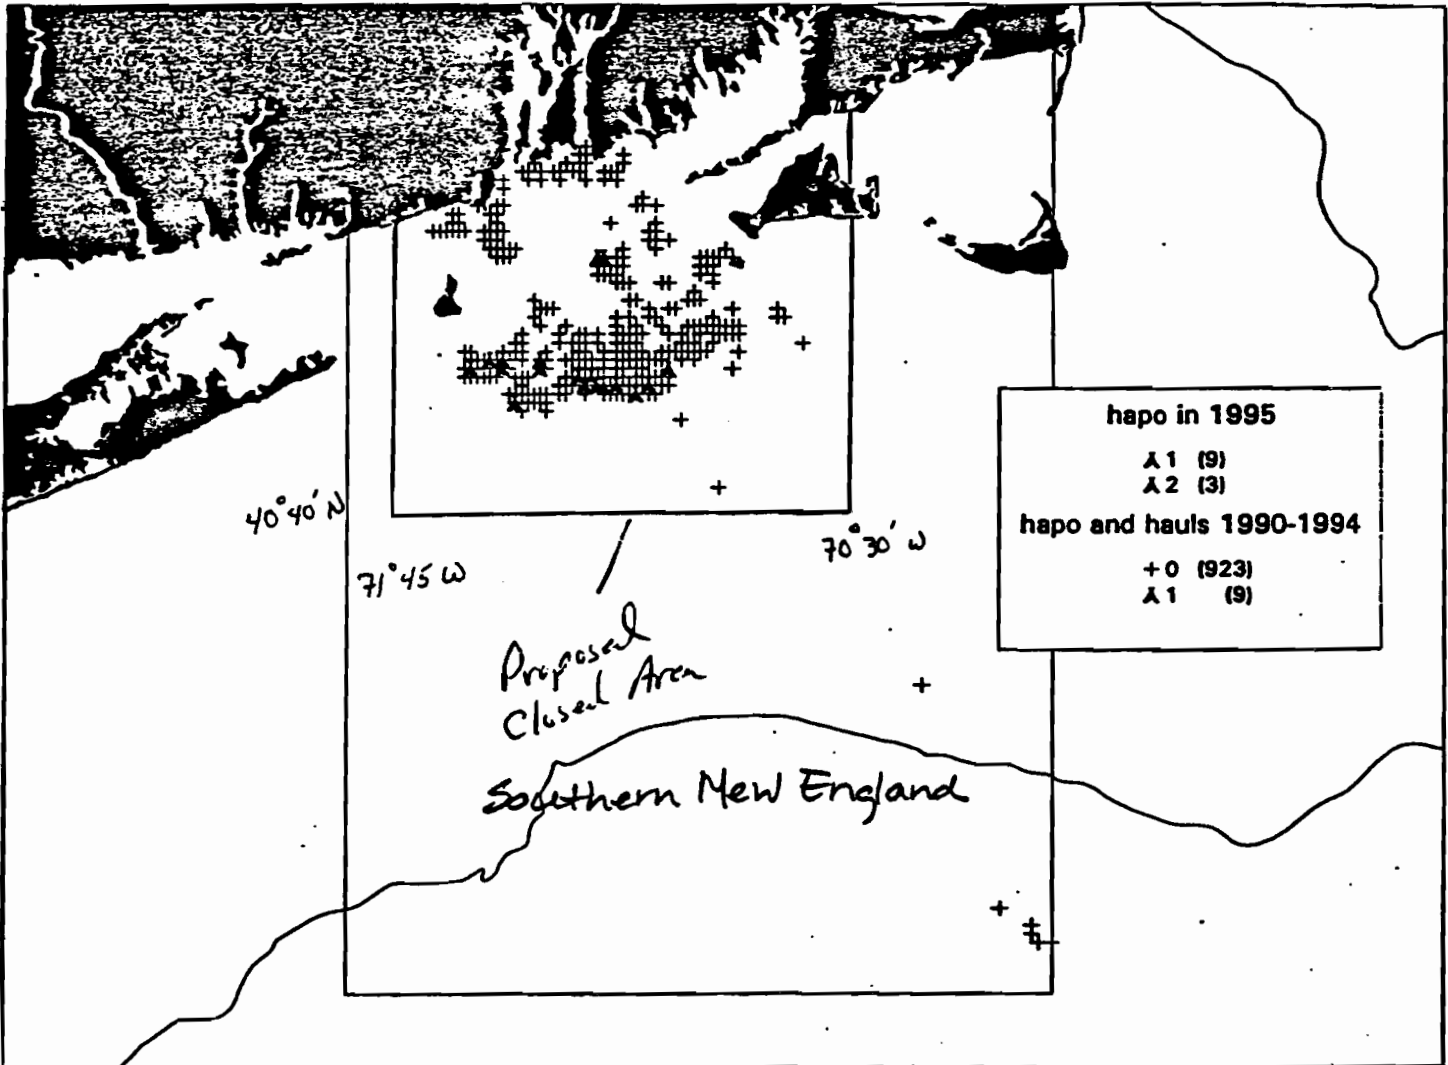 hapo in 1995
1 (9)
2 (3)
hapo and hauls 1990-1994
+0 (923)
1 (9)
40°40' N
70°30' W
71°45 W
Proposed
Closed Area
Southern New England